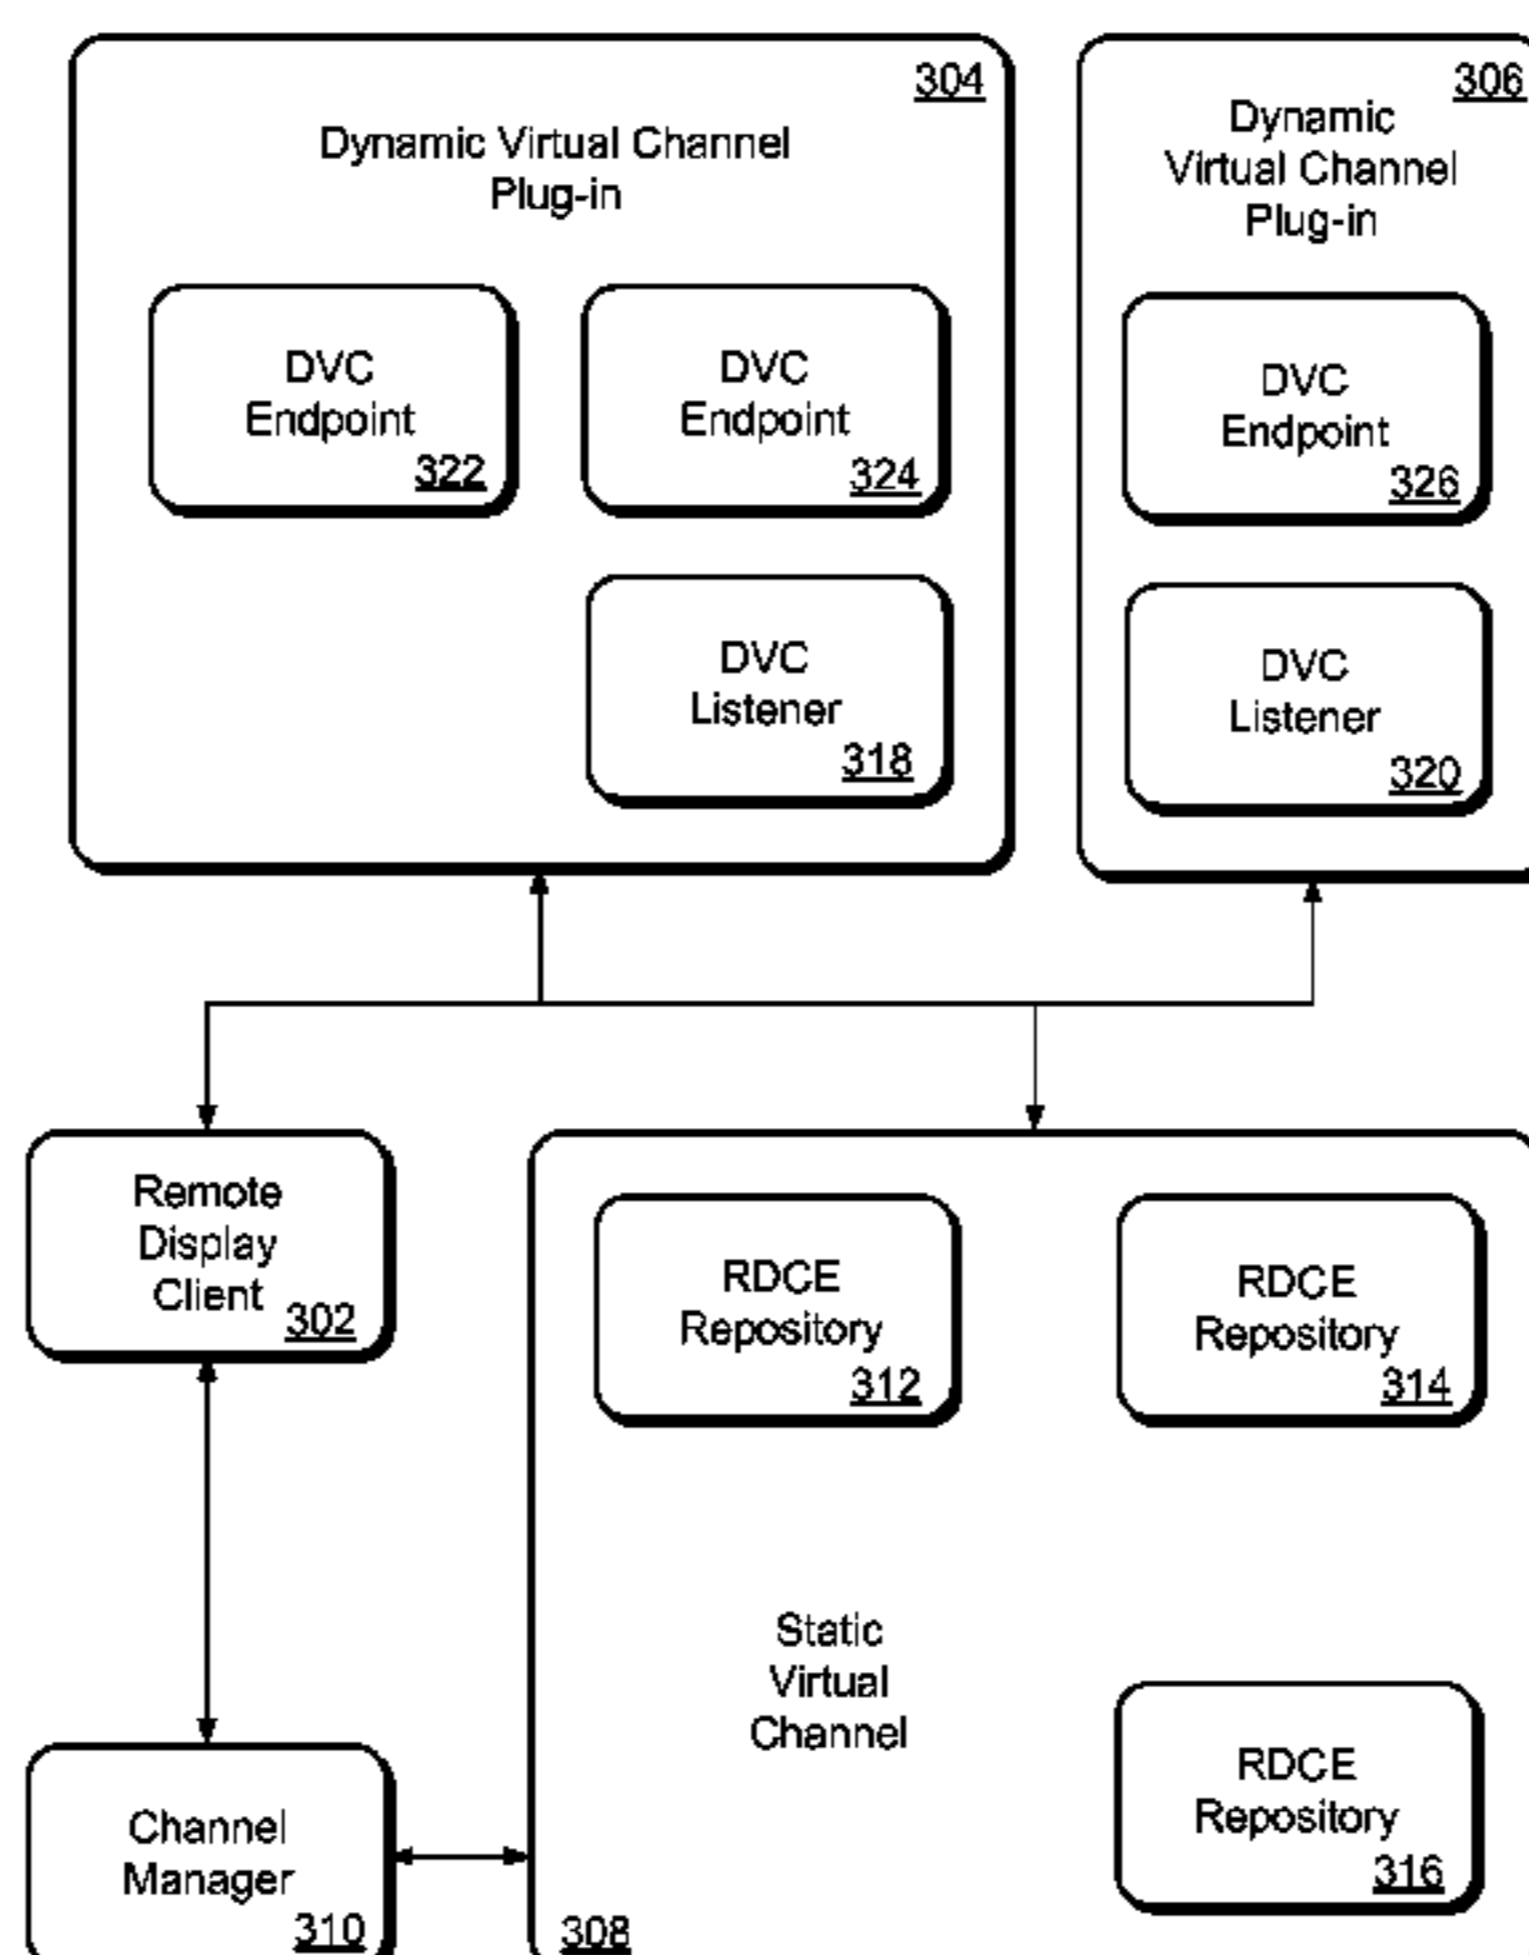 304
Dynamic Virtual Channel
Plug-in
DVC
Endpoint
322
DVC
Endpoint
324
DVC
Listener
318
306
Dynamic
Virtual Channel
Plug-in
DVC
Endpoint
326
DVC
Listener
320
Remote
Display
Client
302
RDCE
Repository
312
RDCE
Repository
314
Static
Virtual
Channel
RDCE
Repository
316
Channel
Manager
310
308